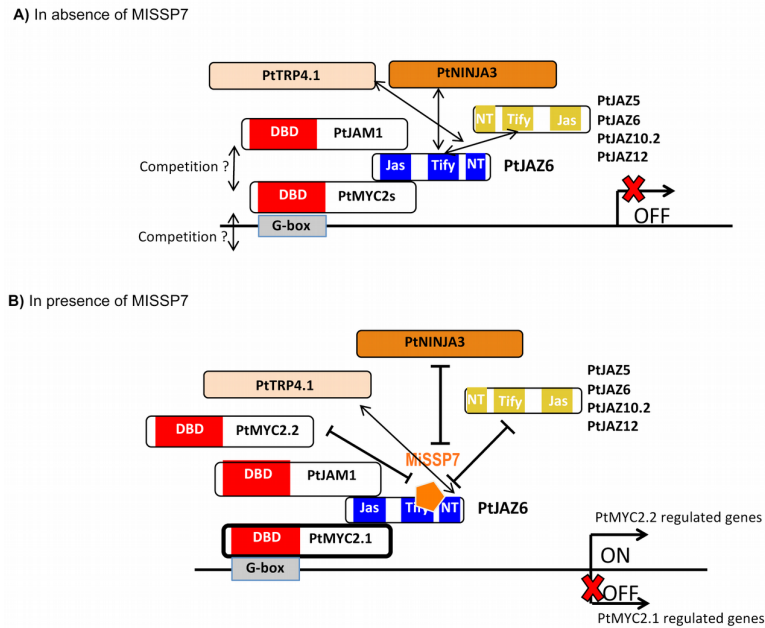 A) In absence of MISSP7
PtTRP4.1
PtNINJA3
NT Tify Jas
PtJAZ5
PtJAZ6
PtJAZ10.2
PtJAZ12
DBD PtJAM1
Competition ?
Jas Tify NT PtJAZ6
DBD PtMYC2s
OFF
G-box
Competition ?
B) In presence of MISSP7
PtNINJA3
PtTRP4.1
NT Tify Jas
PtJAZ5
PtJAZ6
PtJAZ10.2
PtJAZ12
DBD PtMYC2.2
MiSSP7
DBD PtJAM1
Jas Tify NT PtJAZ6
PtMYC2.2 regulated genes
DBD PtMYC2.1
ON
G-box
OFF
PtMYC2.1 regulated genes